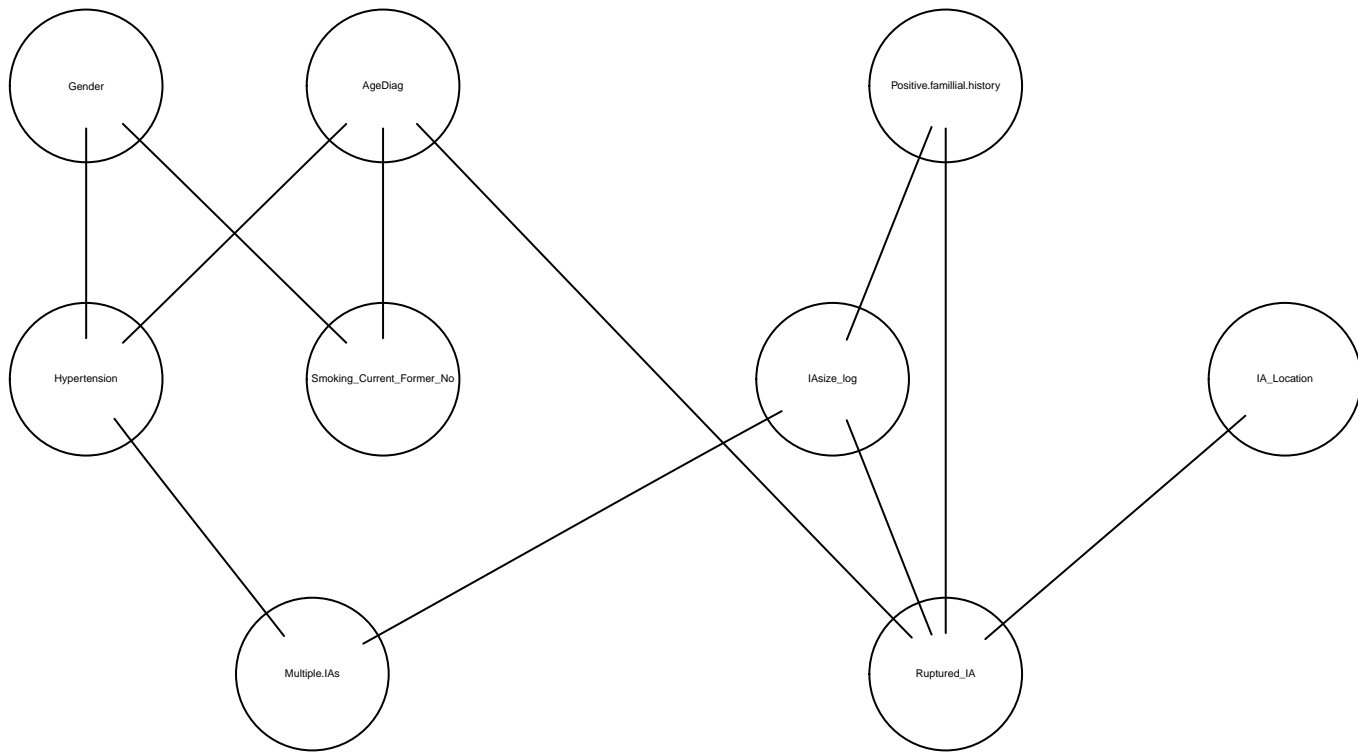 Gender
AgeDiag
Positive.famillial.history
Hypertension
Smoking_Current_Former_No
IAsize_log
IA_Location
Multiple.IAs
Ruptured_IA